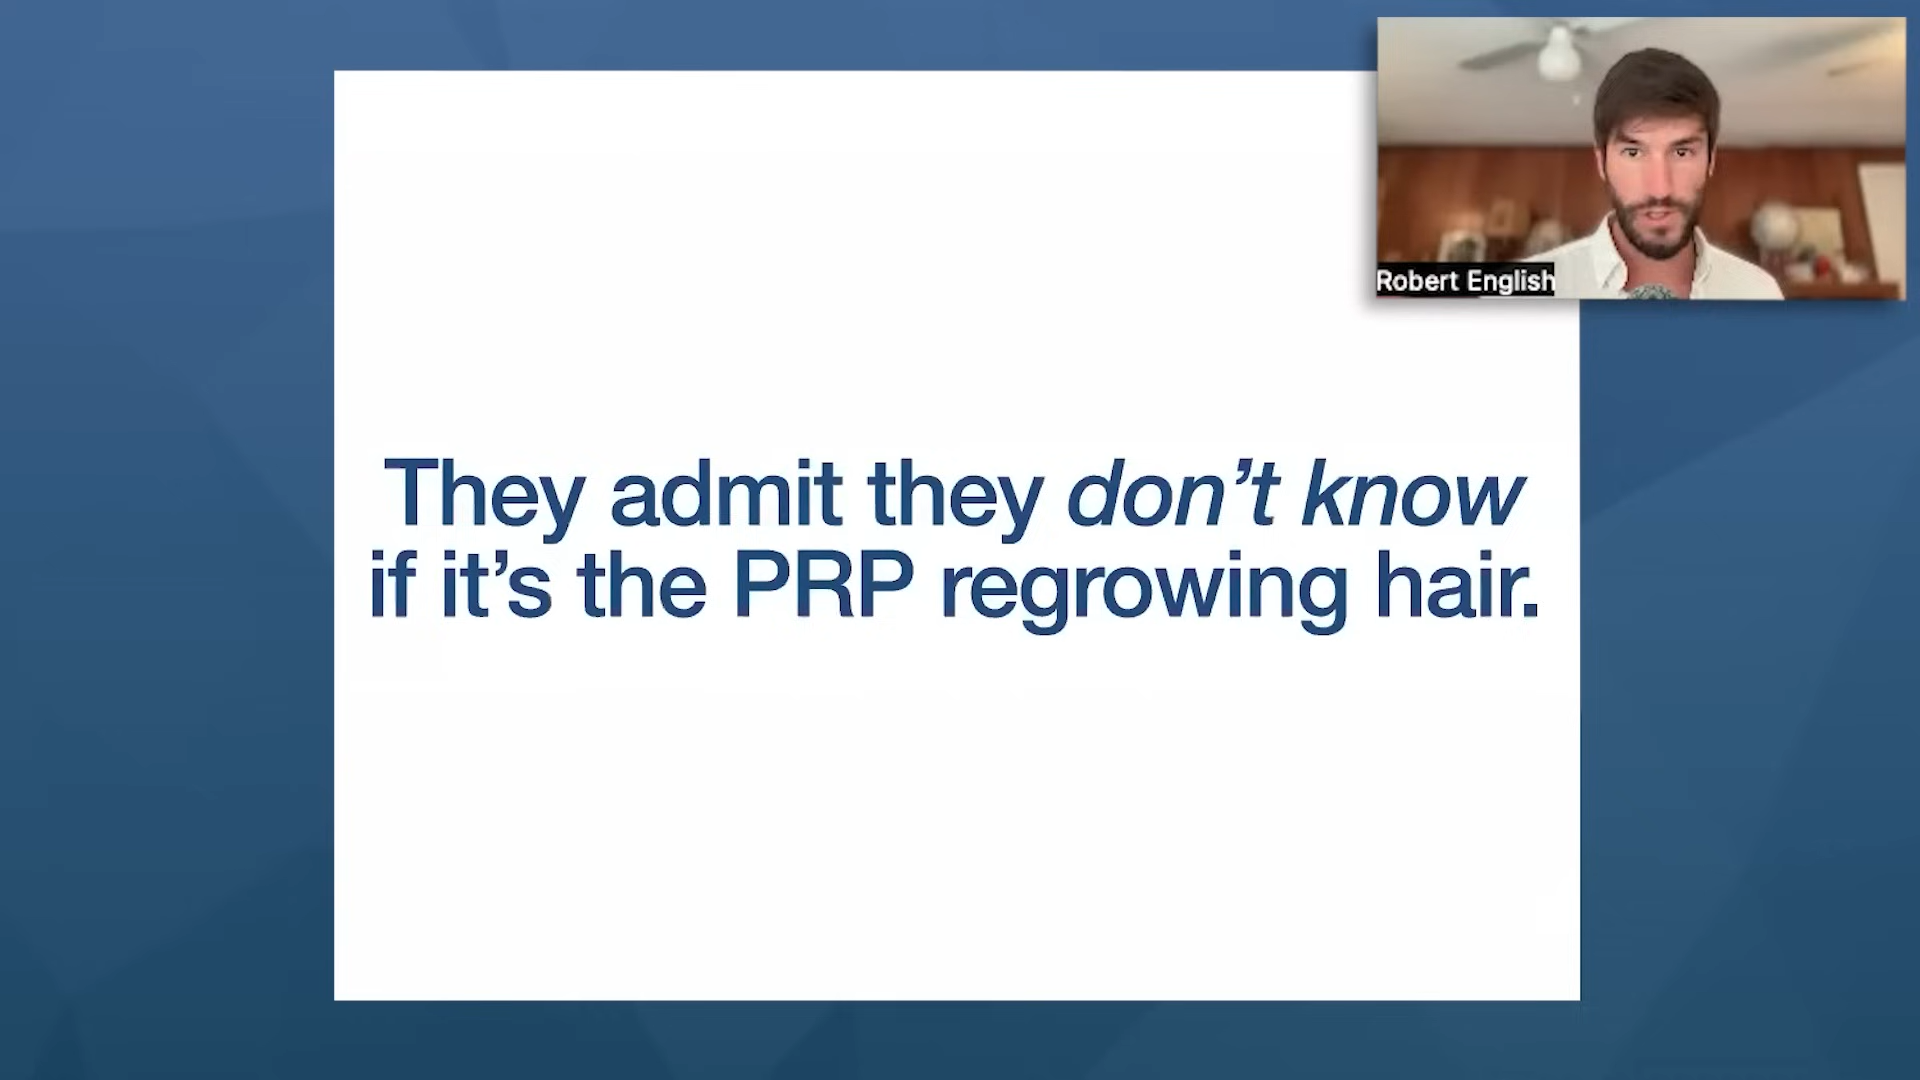 Robert English
They admit they don’t know
if it’s the PRP regrowing hair.